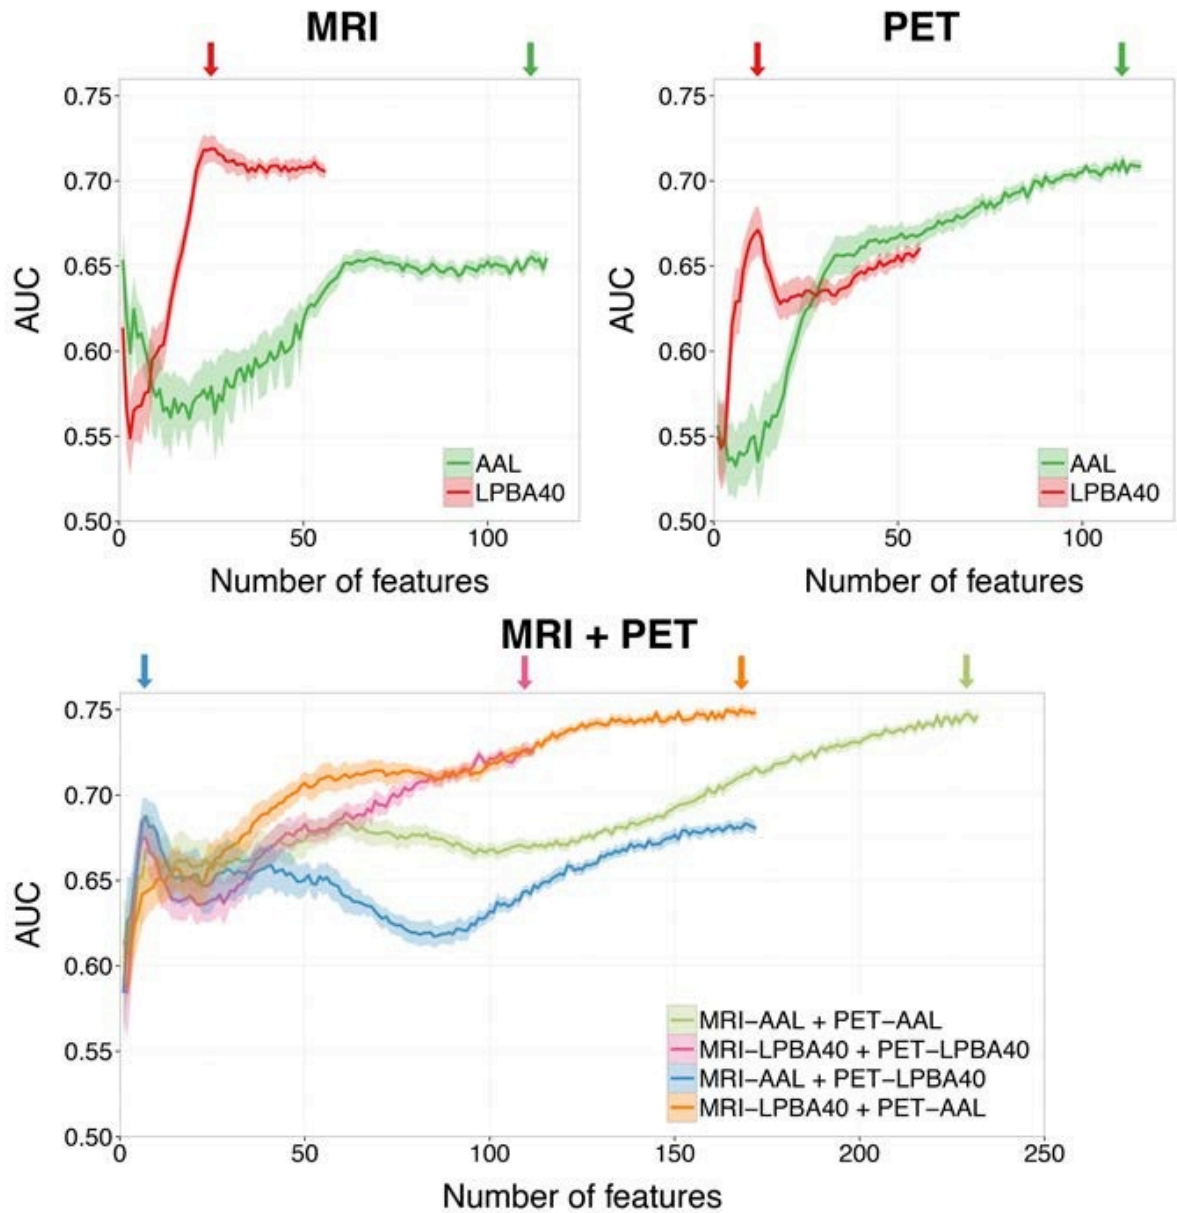 MRI
0.75
0.70
0.65
0.60
0.55
0.50
AUC
0
50
100
Number of features
AAL
LPBA40
PET
0.75
0.70
0.65
0.60
0.55
0.50
AUC
0
50
100
Number of features
AAL
LPBA40
MRI + PET
0.75
0.70
0.65
0.60
0.55
0.50
AUC
0
50
100
150
200
250
Number of features
MRI−AAL + PET−AAL
MRI−LPBA40 + PET−LPBA40
MRI−AAL + PET−LPBA40
MRI−LPBA40 + PET−AAL